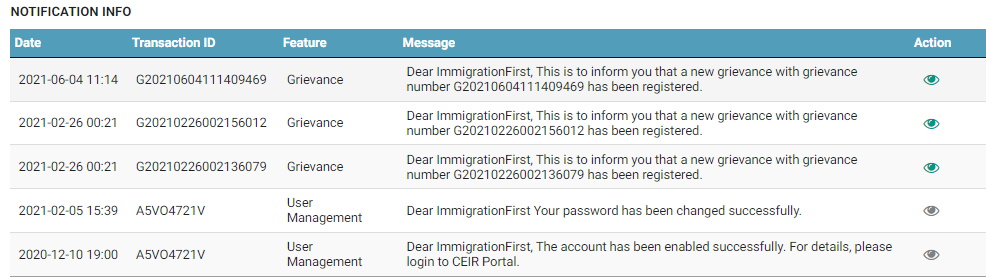 NOTIFICATION INFO
Date Transaction ID Feature Message Action
2021-06-04 11:14 G20210604111409469 Grievance Dear ImmigrationFirst, This is to inform you that a new grievance with grievance
number G20210604111409469 has been registered.
2021-02-26 00:21 G20210226002156012 Grievance Dear ImmigrationFirst, This is to inform you that a new grievance with grievance
number G20210226002156012 has been registered.
2021-02-26 00:21 G20210226002136079 Grievance Dear ImmigrationFirst, This is to inform you that a new grievance with grievance
number G20210226002136079 has been registered.
2021-02-05 15:39 A5VO4721V User
Management Dear ImmigrationFirst Your password has been changed successfully.
2020-12-10 19:00 A5VO4721V User
Management Dear ImmigrationFirst, The account has been enabled successfully. For details, please
login to CEIR Portal.